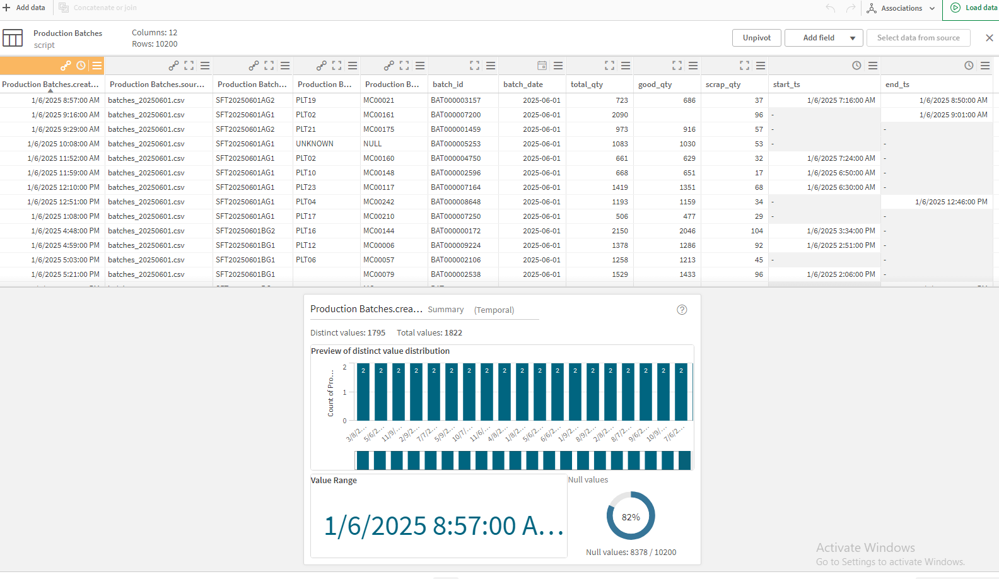 Add data
Concatenate or join
Associations
Load data
Production Batches
script
Columns: 12
Rows: 10200
Unpivot
Add field
Select data from source
Production Batches.creat... Production Batches.sour... Production Batch... Production B... Production B... batch_id batch_date total_qty good_qty scrap_qty start_ts end_ts
1/6/2025 8:57:00 AM batches_20250601.csv SFT20250601AG2 PLT19 MC00021 BAT000003157 2025-06-01 723 686 37 1/6/2025 7:16:00 AM 1/6/2025 8:50:00 AM
1/6/2025 9:16:00 AM batches_20250601.csv SFT20250601AG1 PLT02 MC00161 BAT000007200 2025-06-01 2090 96 - 1/6/2025 9:01:00 AM
1/6/2025 9:29:00 AM batches_20250601.csv SFT20250601AG2 PLT21 MC00175 BAT000001459 2025-06-01 973 916 57 - -
1/6/2025 10:08:00 AM batches_20250601.csv SFT20250601AG1 UNKNOWN NULL BAT000005253 2025-06-01 1083 1030 53 - -
1/6/2025 11:52:00 AM batches_20250601.csv SFT20250601AG1 PLT02 MC00160 BAT000004750 2025-06-01 661 629 32 1/6/2025 7:24:00 AM -
1/6/2025 11:59:00 AM batches_20250601.csv SFT20250601AG1 PLT10 MC00148 BAT000002596 2025-06-01 668 651 17 1/6/2025 6:50:00 AM -
1/6/2025 12:10:00 PM batches_20250601.csv SFT20250601AG1 PLT23 MC00117 BAT000007164 2025-06-01 1419 1351 68 1/6/2025 6:30:00 AM -
1/6/2025 12:51:00 PM batches_20250601.csv SFT20250601AG1 PLT04 MC00242 BAT000008648 2025-06-01 1193 1159 34 - 1/6/2025 12:46:00 PM
1/6/2025 1:08:00 PM batches_20250601.csv SFT20250601AG1 PLT17 MC00210 BAT000007250 2025-06-01 506 477 29 - -
1/6/2025 4:48:00 PM batches_20250601.csv SFT20250601BG2 PLT16 MC00144 BAT000000172 2025-06-01 2150 2046 104 1/6/2025 3:34:00 PM -
1/6/2025 4:59:00 PM batches_20250601.csv SFT20250601BG1 PLT12 MC00006 BAT000009224 2025-06-01 1378 1286 92 1/6/2025 2:51:00 PM -
1/6/2025 5:03:00 PM batches_20250601.csv SFT20250601BG1 PLT06 MC00057 BAT000002106 2025-06-01 1258 1213 45 - -
1/6/2025 5:21:00 PM batches_20250601.csv SFT20250601BG1 MC00079 BAT000002538 2025-06-01 1529 1433 96 1/6/2025 2:06:00 PM -
Production Batches.crea... Summary (Temporal)
Distinct values: 1795 Total values: 1822
Preview of distinct value distribution
Count of Pro...
2
1
0
2 2 2 2 2 2 2 2 2 2 2 2 2 2 2 2 2 2 2
3/8/2... 5/6/2... 11/9/... 2/9/2... 7/7/2... 5/9/2... 10/7/... 11/6/... 4/8/2... 1/8/2... 5/6/2... 6/6/2... 1/9/2... 8/9/2... 2/8/2... 8/7/2... 9/6/2... 10/9/... 7/6/2...
Value Range
1/6/2025 8:57:00 A...
Null values
82%
Null values: 8378 / 10200
Activate Windows
Go to Settings to activate Windows.